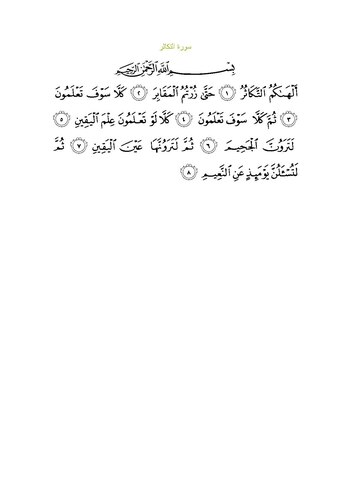 سورة التكاثر
بِسْمِ ٱللَّهِ ٱلرَّحْمَٰنِ ٱلرَّحِيمِ
أَلْهَىٰكُمُ ٱلتَّكَاثُرُ ١ حَتَّىٰ زُرْتُمُ ٱلْمَقَابِرَ ٢ كَلَّا سَوْفَ تَعْلَمُونَ
٣ ثُمَّ كَلَّا سَوْفَ تَعْلَمُونَ ٤ كَلَّا لَوْ تَعْلَمُونَ عِلْمَ ٱلْيَقِينِ ٥
لَتَرَوُنَّ ٱلْجَحِيمَ ٦ ثُمَّ لَتَرَوُنَّهَا عَيْنَ ٱلْيَقِينِ ٧ ثُمَّ
لَتُسْـَٔلُنَّ يَوْمَئِذٍ عَنِ ٱلنَّعِيمِ ٨